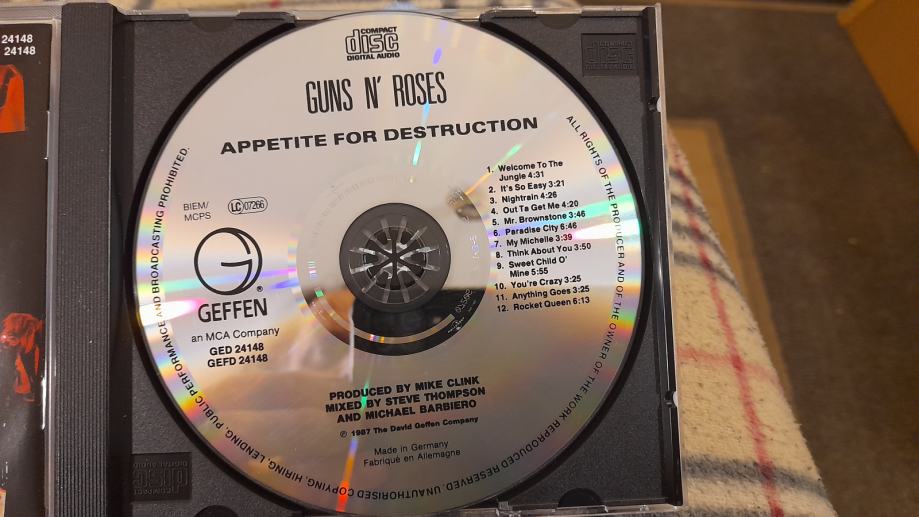 24148
24148
COMPACT
disc
DIGITAL AUDIO
GUNS N' ROSES
APPETITE FOR DESTRUCTION
1. Welcome To The
Jungle 4:31
2. It's So Easy 3:21
3. Nightrain 4:26
4. Out Ta Get Me 4:20
5. Mr. Brownstone 3:46
6. Paradise City 6:46
7. My Michelle 3:39
8. Think About You 3:50
9. Sweet Child O'
Mine 5:55
10. You're Crazy 3:25
11. Anything Goes 3:25
12. Rocket Queen 6:13
BIEM/
MCPS
LC 07266
G
®
GEFFEN
an MCA Company
GED 24148
GEFD 24148
PRODUCED BY MIKE CLINK
MIXED BY STEVE THOMPSON
AND MICHAEL BARBIERO
℗ 1987 The David Geffen Company
Made in Germany
Fabriqué en Allemagne
ALL RIGHTS OF THE PRODUCER AND OF THE OWNER OF THE WORK REPRODUCED RESERVED. UNAUTHORISED COPYING, HIRING, LENDING, PUBLIC PERFORMANCE AND BROADCASTING PROHIBITED.
COMPACT
disc
DIGITAL AUDIO